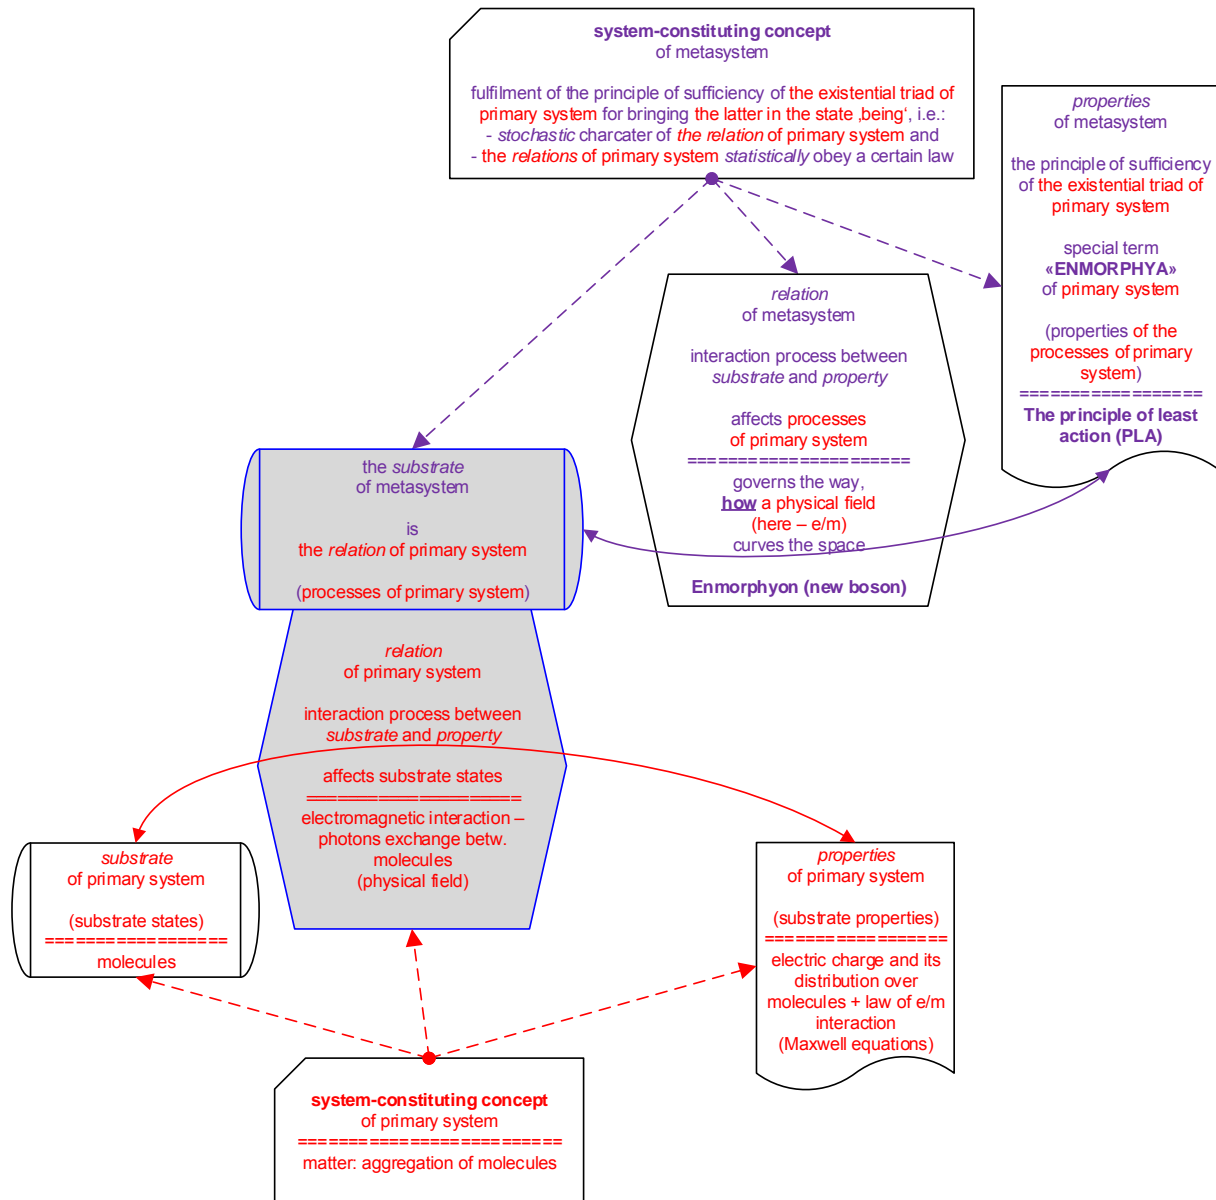 system-constituting concept
of metasystem
fulfilment of the principle of sufficiency of the existential triad of
primary system for bringing the latter in the state ‚being‘, i.e.:
- stochastic charcater of the relation of primary system and
- the relations of primary system statistically obey a certain law
properties
of metasystem
the principle of sufficiency
of the existential triad of
primary system
special term
«ENMORPHYA»
of primary system
(properties of the
processes of primary
system)
==================
The principle of least
action (PLA)
relation
of metasystem
interaction process between
substrate and property
affects processes
of primary system
======================
governs the way,
how a physical field
(here – e/m)
curves the space
Enmorphyon (new boson)
the substrate
of metasystem
is
the relation of primary system
(processes of primary system)
relation
of primary system
interaction process between
substrate and property
affects substrate states
=====================
electromagnetic interaction –
photons exchange betw.
molecules
(physical field)
substrate
of primary system
(substrate states)
==================
molecules
properties
of primary system
(substrate properties)
==================
electric charge and its
distribution over
molecules + law of e/m
interaction
(Maxwell equations)
system-constituting concept
of primary system
==========================
matter: aggregation of molecules